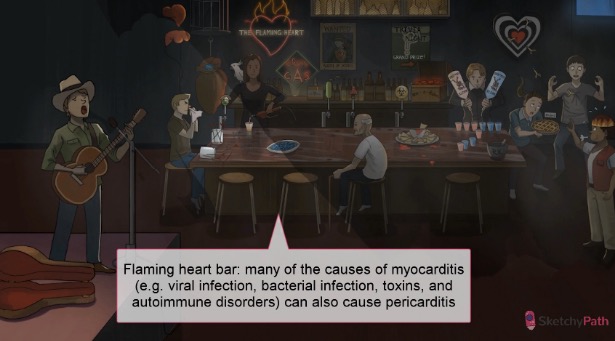 THE FLAMING HEART
GAS
Flaming heart bar: many of the causes of myocarditis
(e.g. viral infection, bacterial infection, toxins, and
autoimmune disorders) can also cause pericarditis
SketchyPath